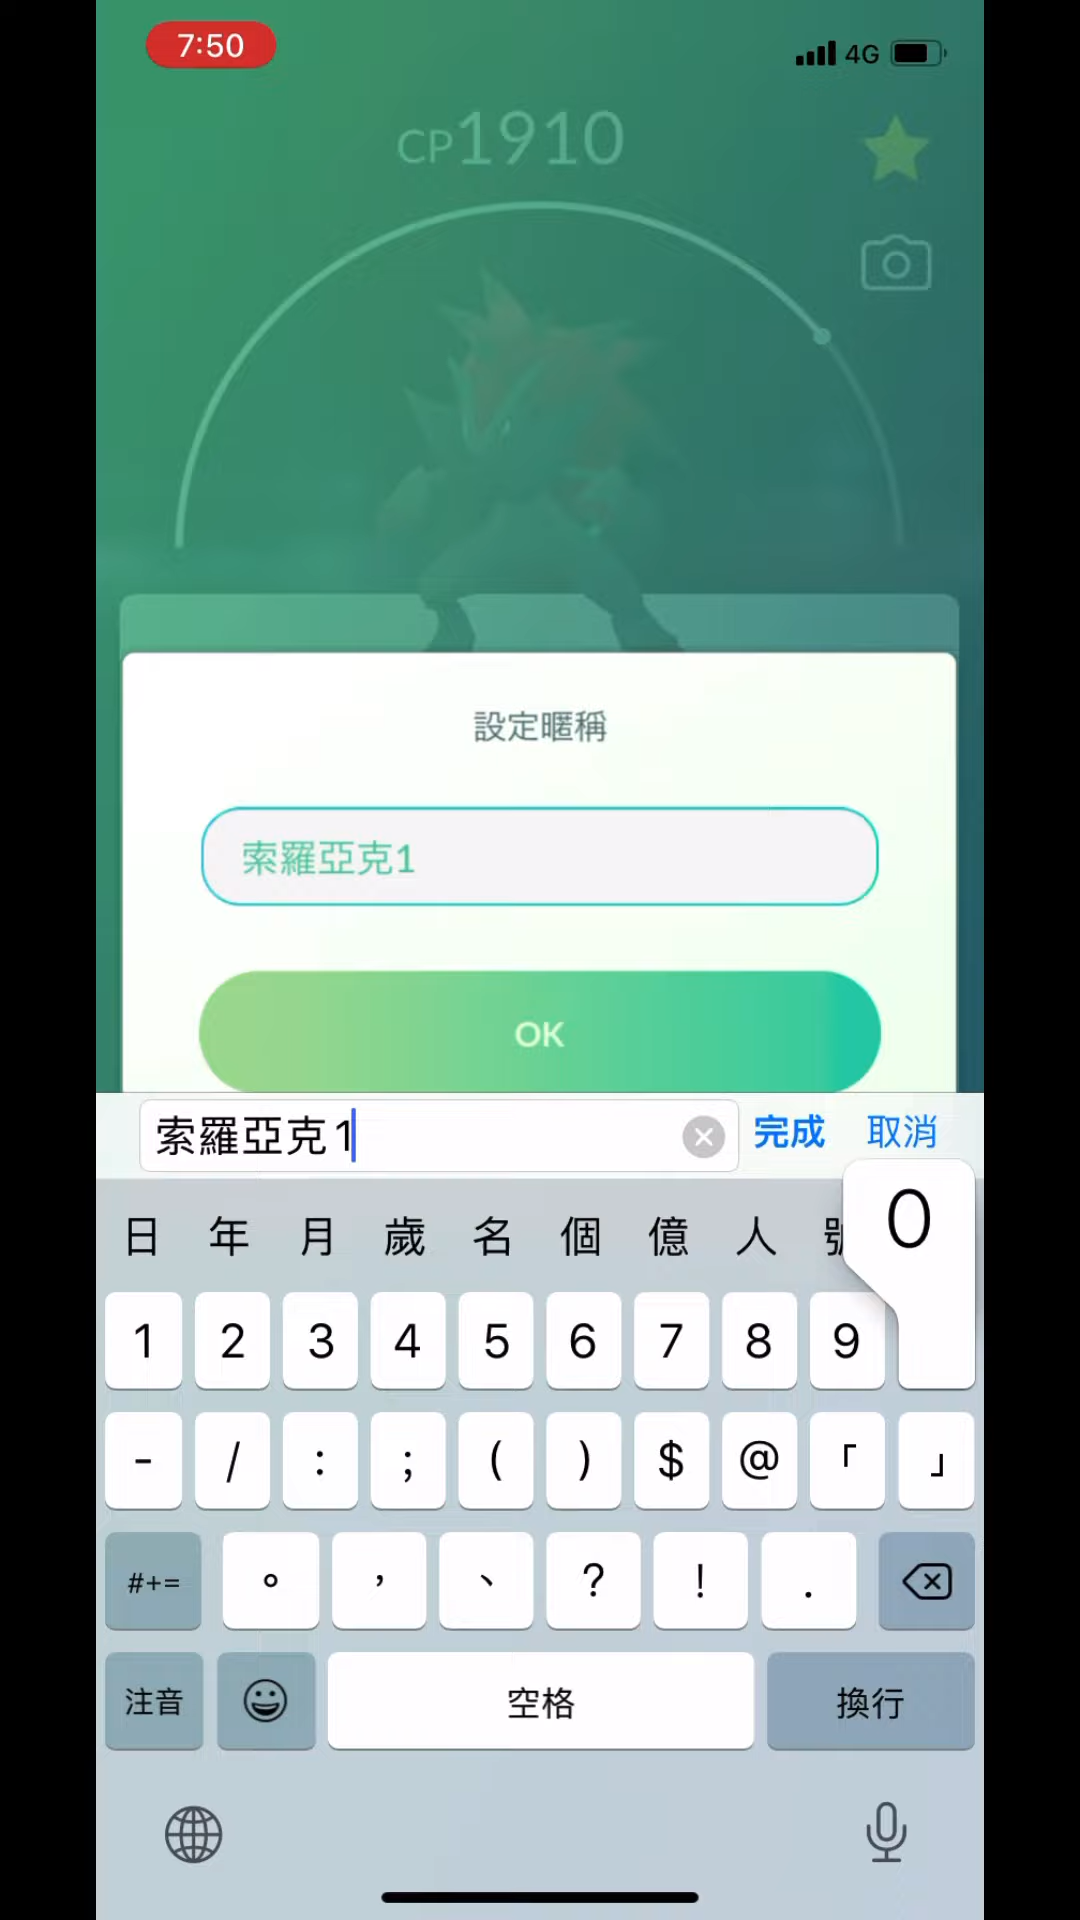 7:50
4G
CP1910
設定暱稱
索羅亞克1
OK
索羅亞克1
完成
取消
日 年 月 歲 名 個 億 人 號
0
1 2 3 4 5 6 7 8 9
- / : ; ( ) $ @ 「 」
#+= 。 , 、 ? ! .
注音 空格 換行